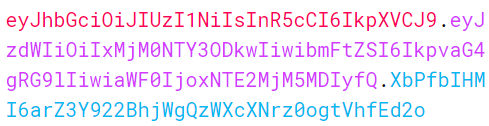 eyJhbGciOiJIUzI1NiIsInR5cCI6IkpXVCJ9.eyJ
zdWIiOiIxMjM0NTY3ODkwIiwibmFtZSI6IkpvaG4
gRG9lIiwiaWF0IjoxNTE2MjM5MDIyfQ.XbPfbIHM
I6arZ3Y922BhjWgQzWXcXNrz0ogtVhfEd2o